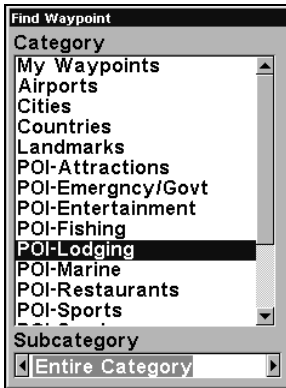 Find Waypoint
Category
My Waypoints
Airports
Cities
Countries
Landmarks
POI-Attractions
POI-Emergncy/Govt
POI-Entertainment
POI-Fishing
POI-Lodging
POI-Marine
POI-Restaurants
POI-Sports
Subcategory
Entire Category